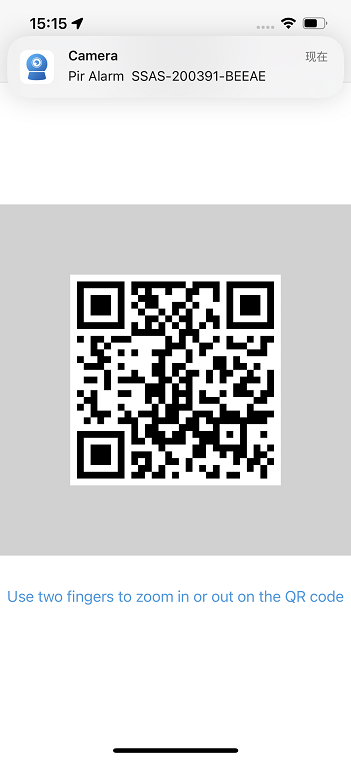 15:15
Camera
现在
Pir Alarm SSAS-200391-BEEAE
Use two fingers to zoom in or out on the QR code